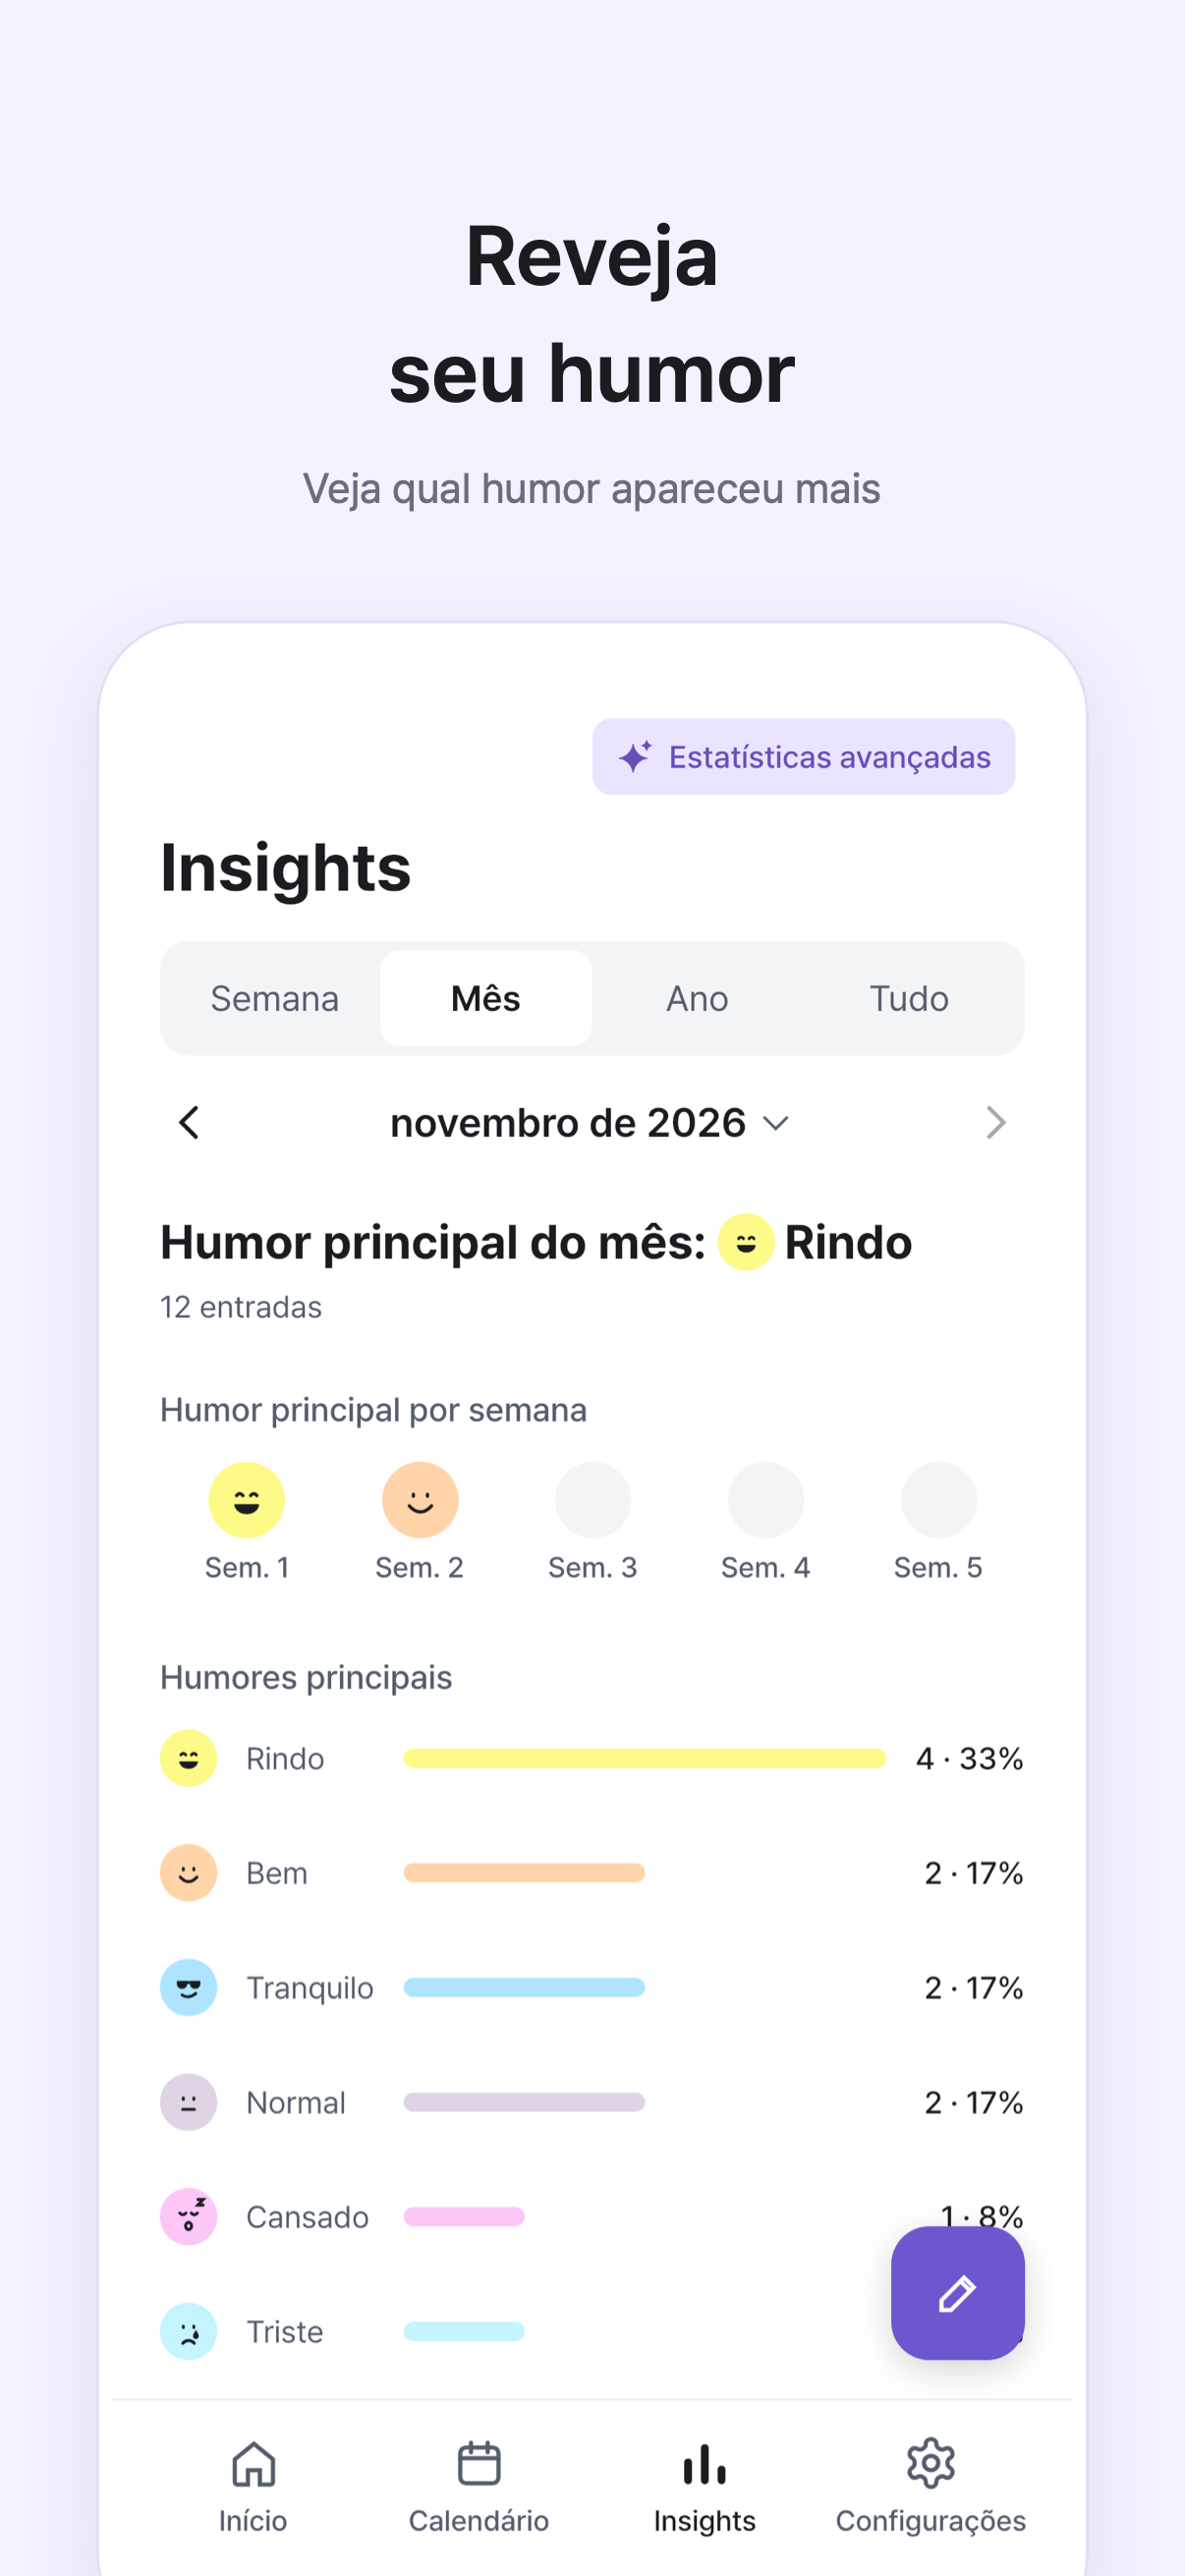 Reveja
seu humor
Veja qual humor apareceu mais
Estatísticas avançadas
Insights
Semana Mês Ano Tudo
novembro de 2026
Humor principal do mês: Rindo
12 entradas
Humor principal por semana
Sem. 1 Sem. 2 Sem. 3 Sem. 4 Sem. 5
Humores principais
Rindo 4 · 33%
Bem 2 · 17%
Tranquilo 2 · 17%
Normal 2 · 17%
Cansado 1 · 8%
Triste
Início Calendário Insights Configurações